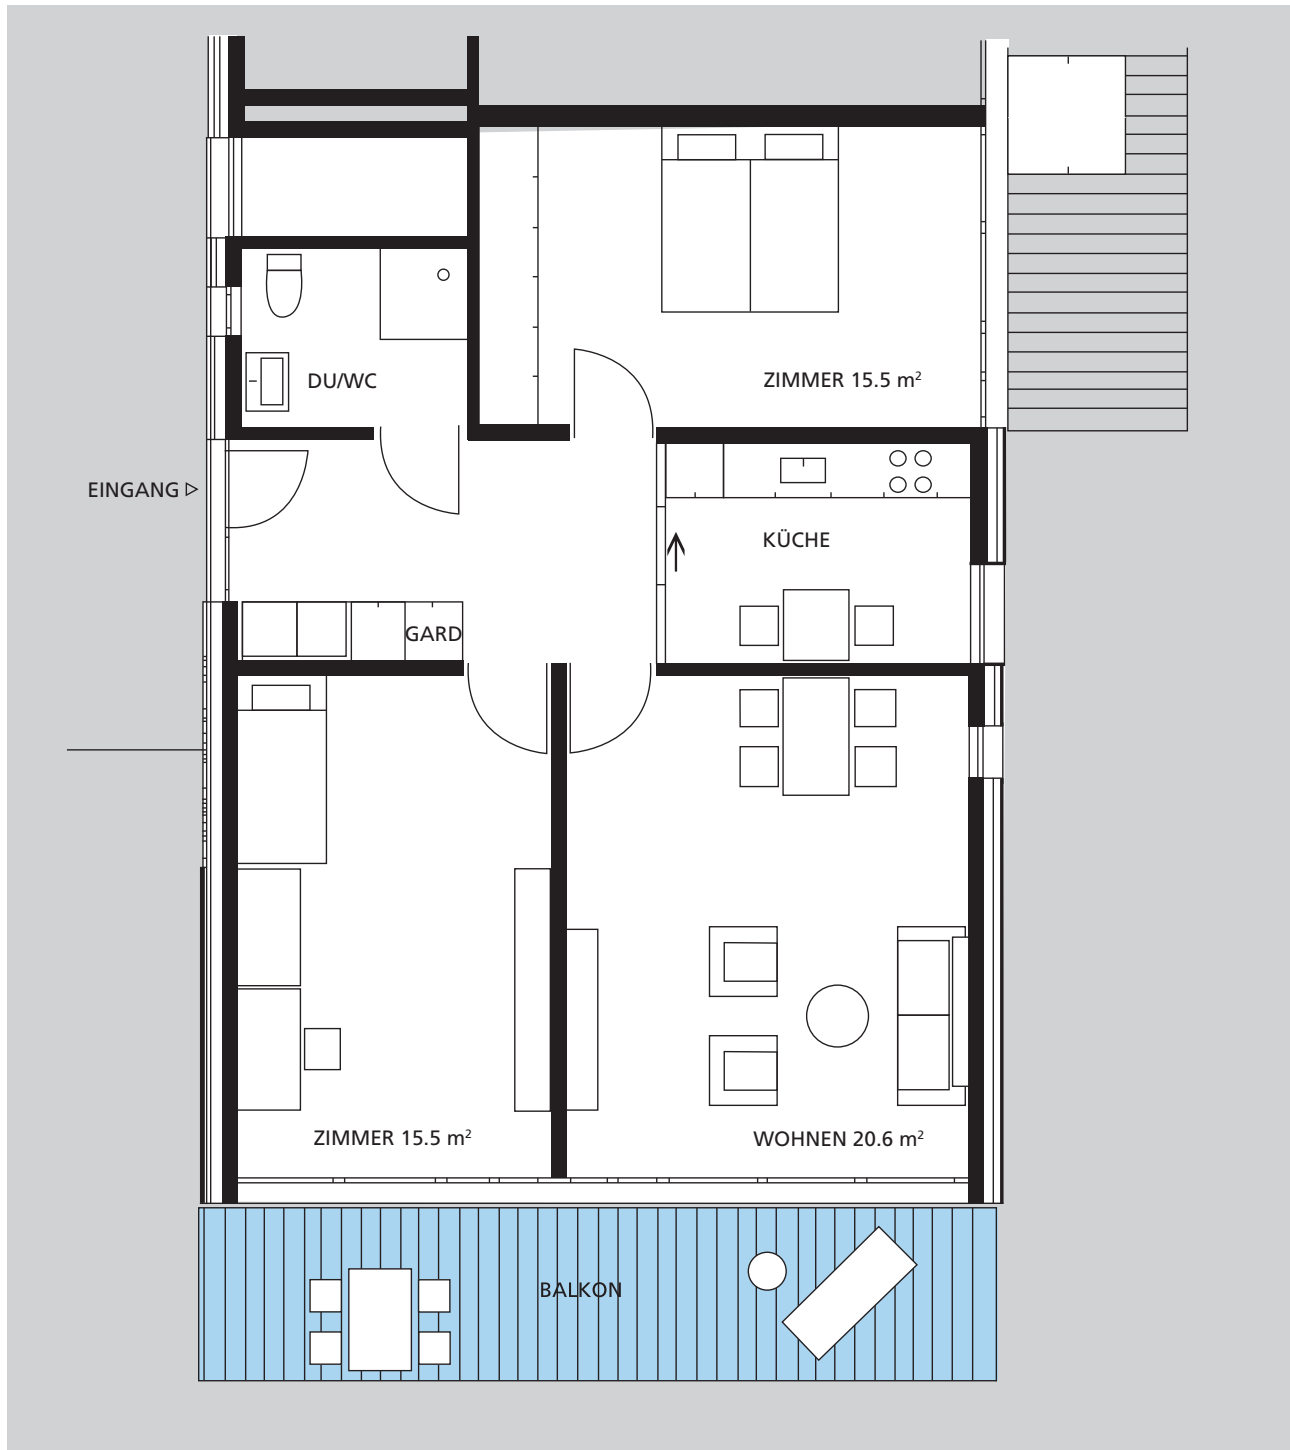 DU/WC
ZIMMER 15.5 m²
EINGANG ▷
KÜCHE
GARD
ZIMMER 15.5 m²
WOHNEN 20.6 m²
BALKON